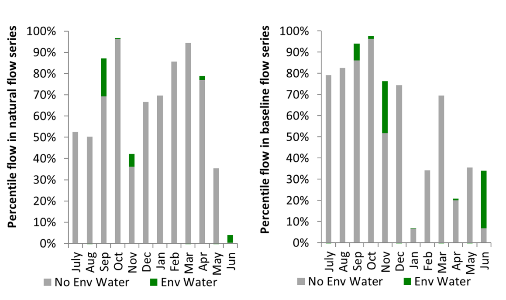 Percentile flow in natural flow series
100%
90%
80%
70%
60%
50%
40%
30%
20%
10%
0%
July
Aug
Sep
Oct
Nov
Dec
Jan
Feb
Mar
Apr
May
Jun
No Env Water
Env Water
Percentile flow in baseline flow series
100%
90%
80%
70%
60%
50%
40%
30%
20%
10%
0%
July
Aug
Sep
Oct
Nov
Dec
Jan
Feb
Mar
Apr
May
Jun
No Env Water
Env Water